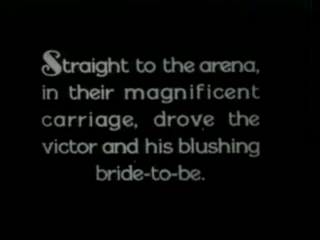 Straight to the arena,
in their magnificent
carriage, drove the
victor and his blushing
bride-to-be.